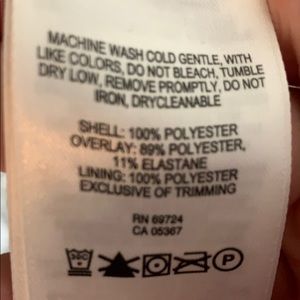 MACHINE WASH COLD GENTLE, WITH
LIKE COLORS, DO NOT BLEACH, TUMBLE
DRY LOW, REMOVE PROMPTLY, DO NOT
IRON, DRYCLEANABLE
SHELL: 100% POLYESTER
OVERLAY: 89% POLYESTER,
11% ELASTANE
LINING: 100% POLYESTER
EXCLUSIVE OF TRIMMING
RN 69724
CA 05367
P